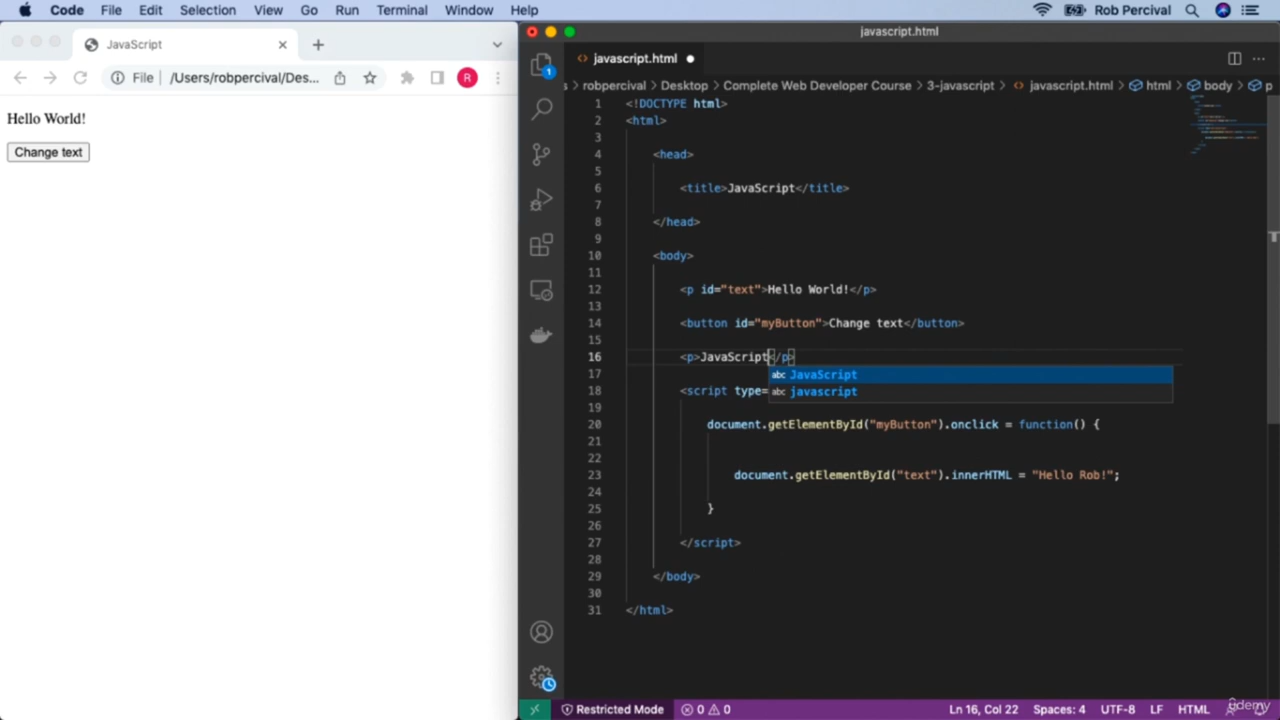 Code File Edit Selection View Go Run Terminal Window Help Rob Percival
JavaScript
File /Users/robpercival/Des...
R
Hello World!
Change text
javascript.html
javascript.html
1
s > robpercival > Desktop > Complete Web Developer Course > 3-javascript > javascript.html > html > body > p
1 <!DOCTYPE html>
2 <html>
3
4 <head>
5
6 <title>JavaScript</title>
7
8 </head>
9
10 <body>
11
12 <p id="text">Hello World!</p>
13
14 <button id="myButton">Change text</button>
15
16 <p>JavaScript</p>
17 abc JavaScript
18 <script type= abc javascript
19
20 document.getElementById("myButton").onclick = function() {
21
22
23 document.getElementById("text").innerHTML = "Hello Rob!";
24
25 }
26
27 </script>
28
29 </body>
30
31 </html>
Restricted Mode 0 0 Ln 16, Col 22 Spaces: 4 UTF-8 LF HTML
udemy